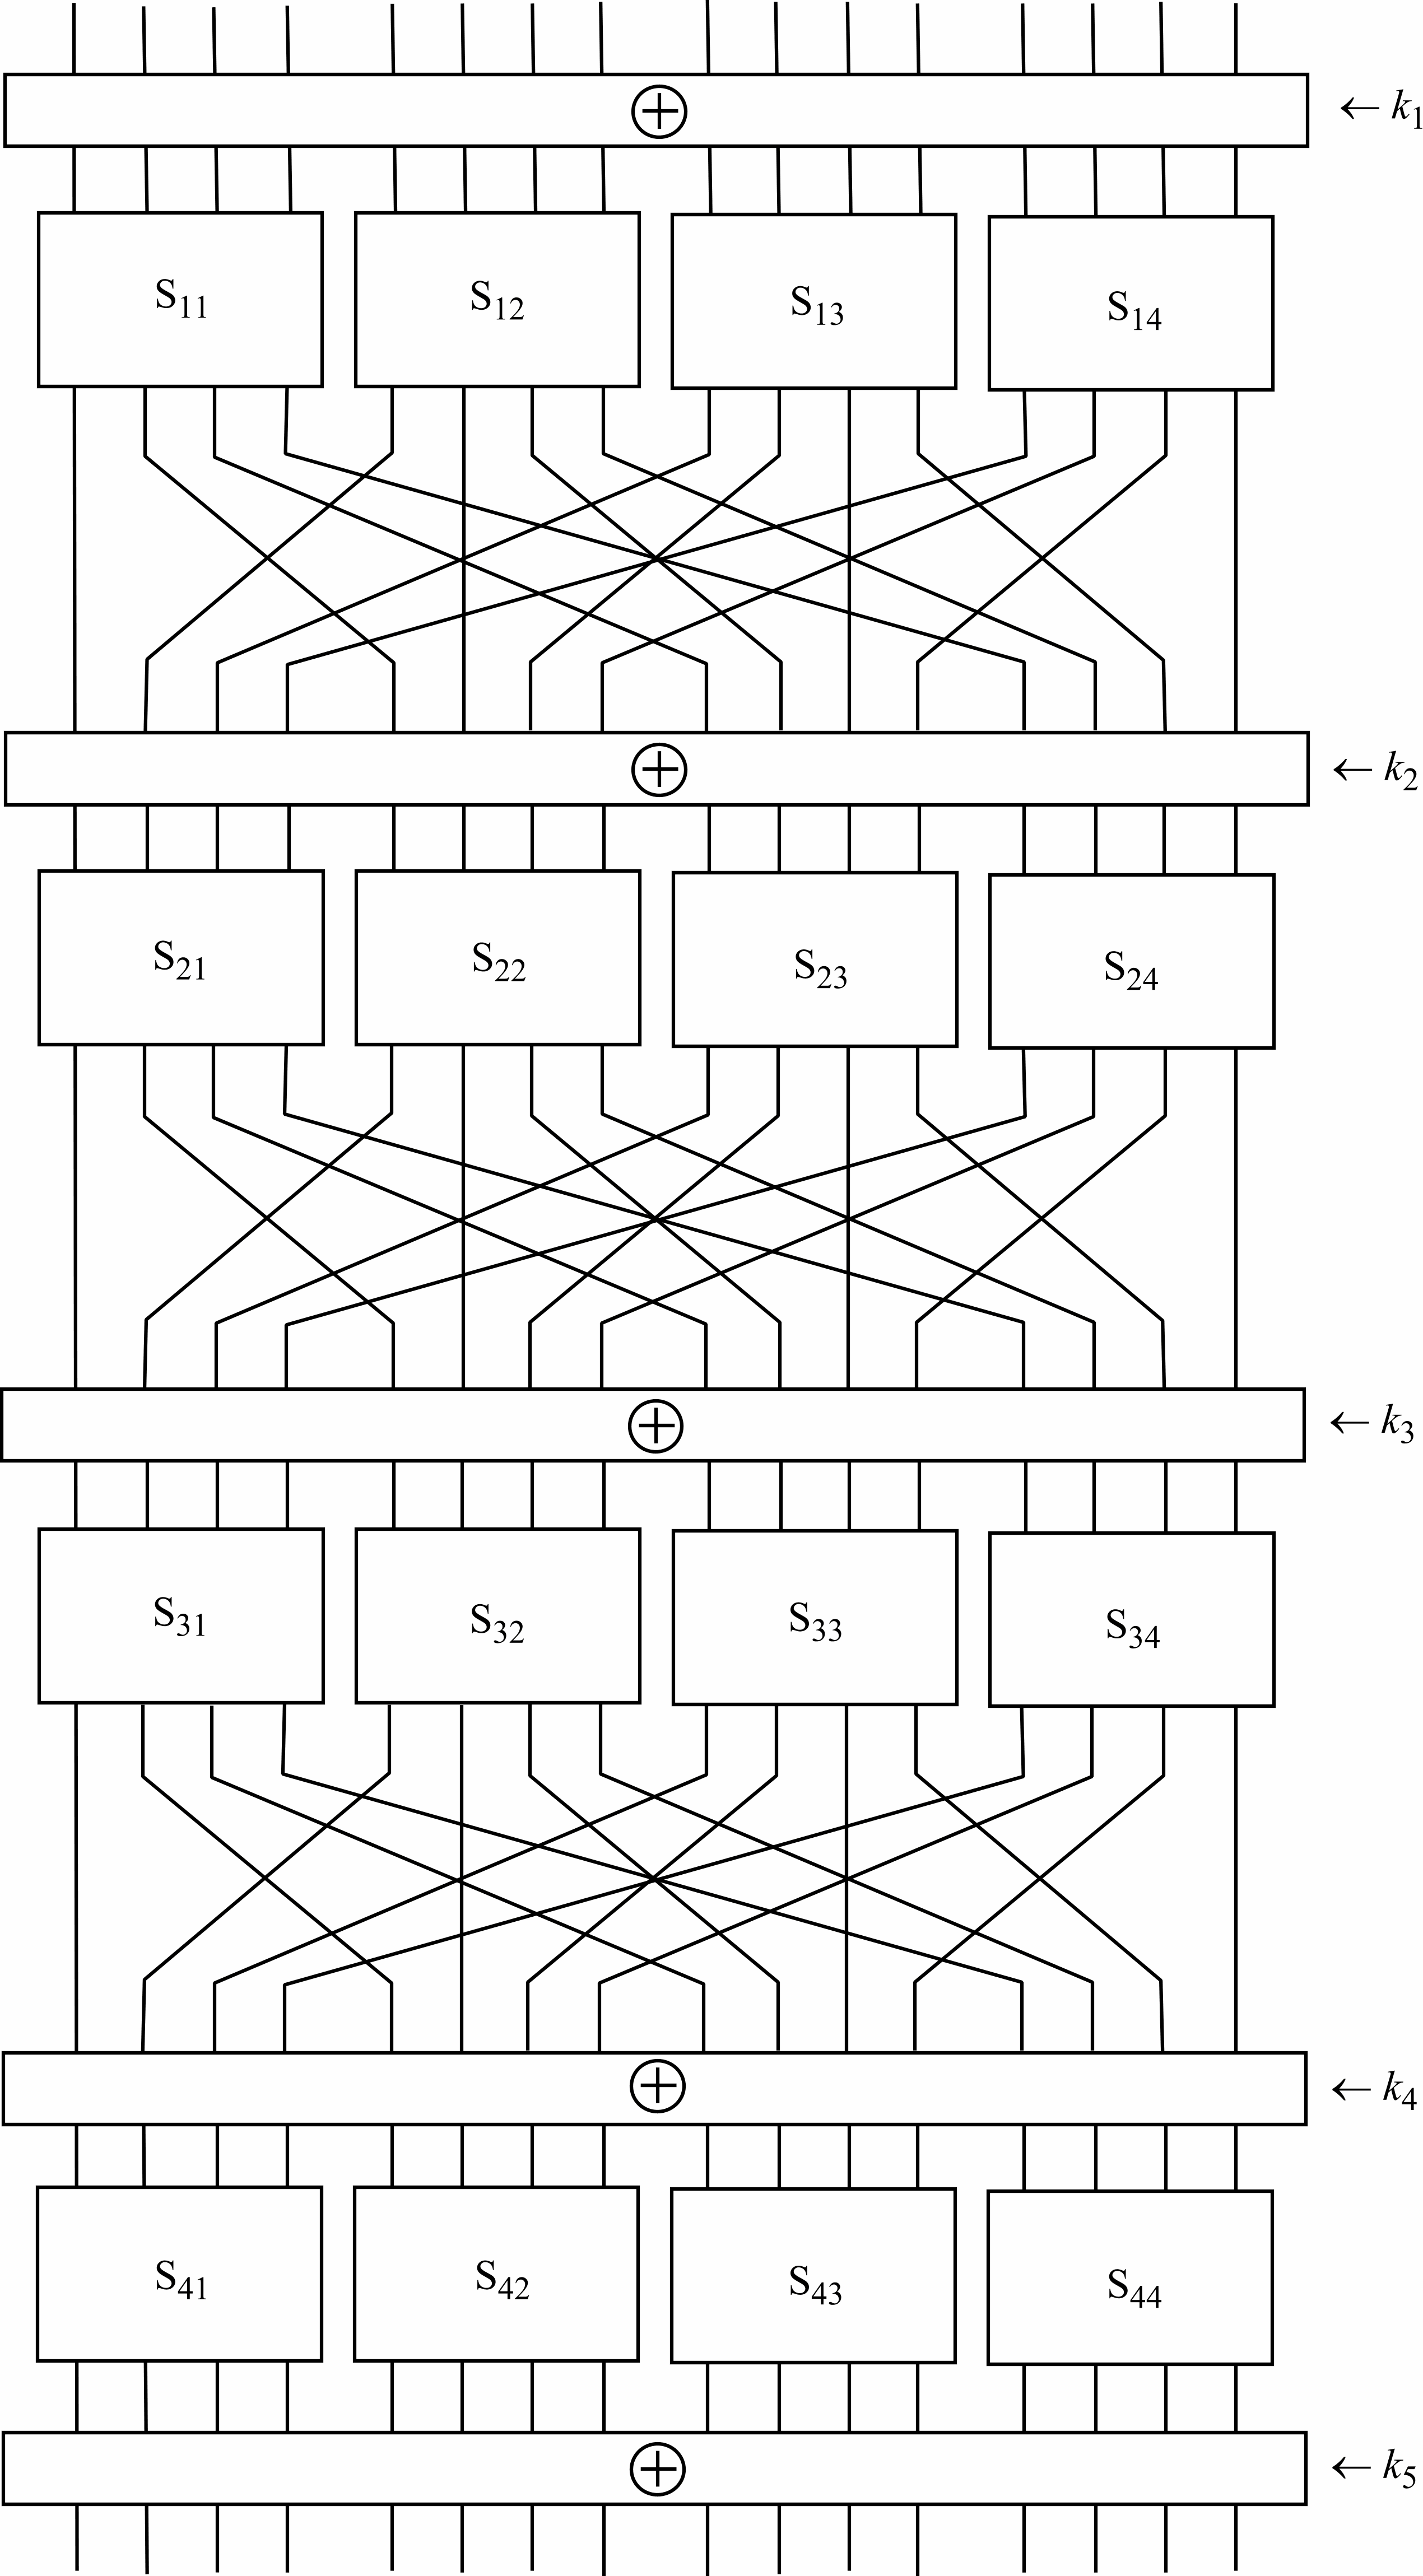 ⊕ ← k₁
S₁₁ S₁₂ S₁₃ S₁₄
⊕ ← k₂
S₂₁ S₂₂ S₂₃ S₂₄
⊕ ← k₃
S₃₁ S₃₂ S₃₃ S₃₄
⊕ ← k₄
S₄₁ S₄₂ S₄₃ S₄₄
⊕ ← k₅